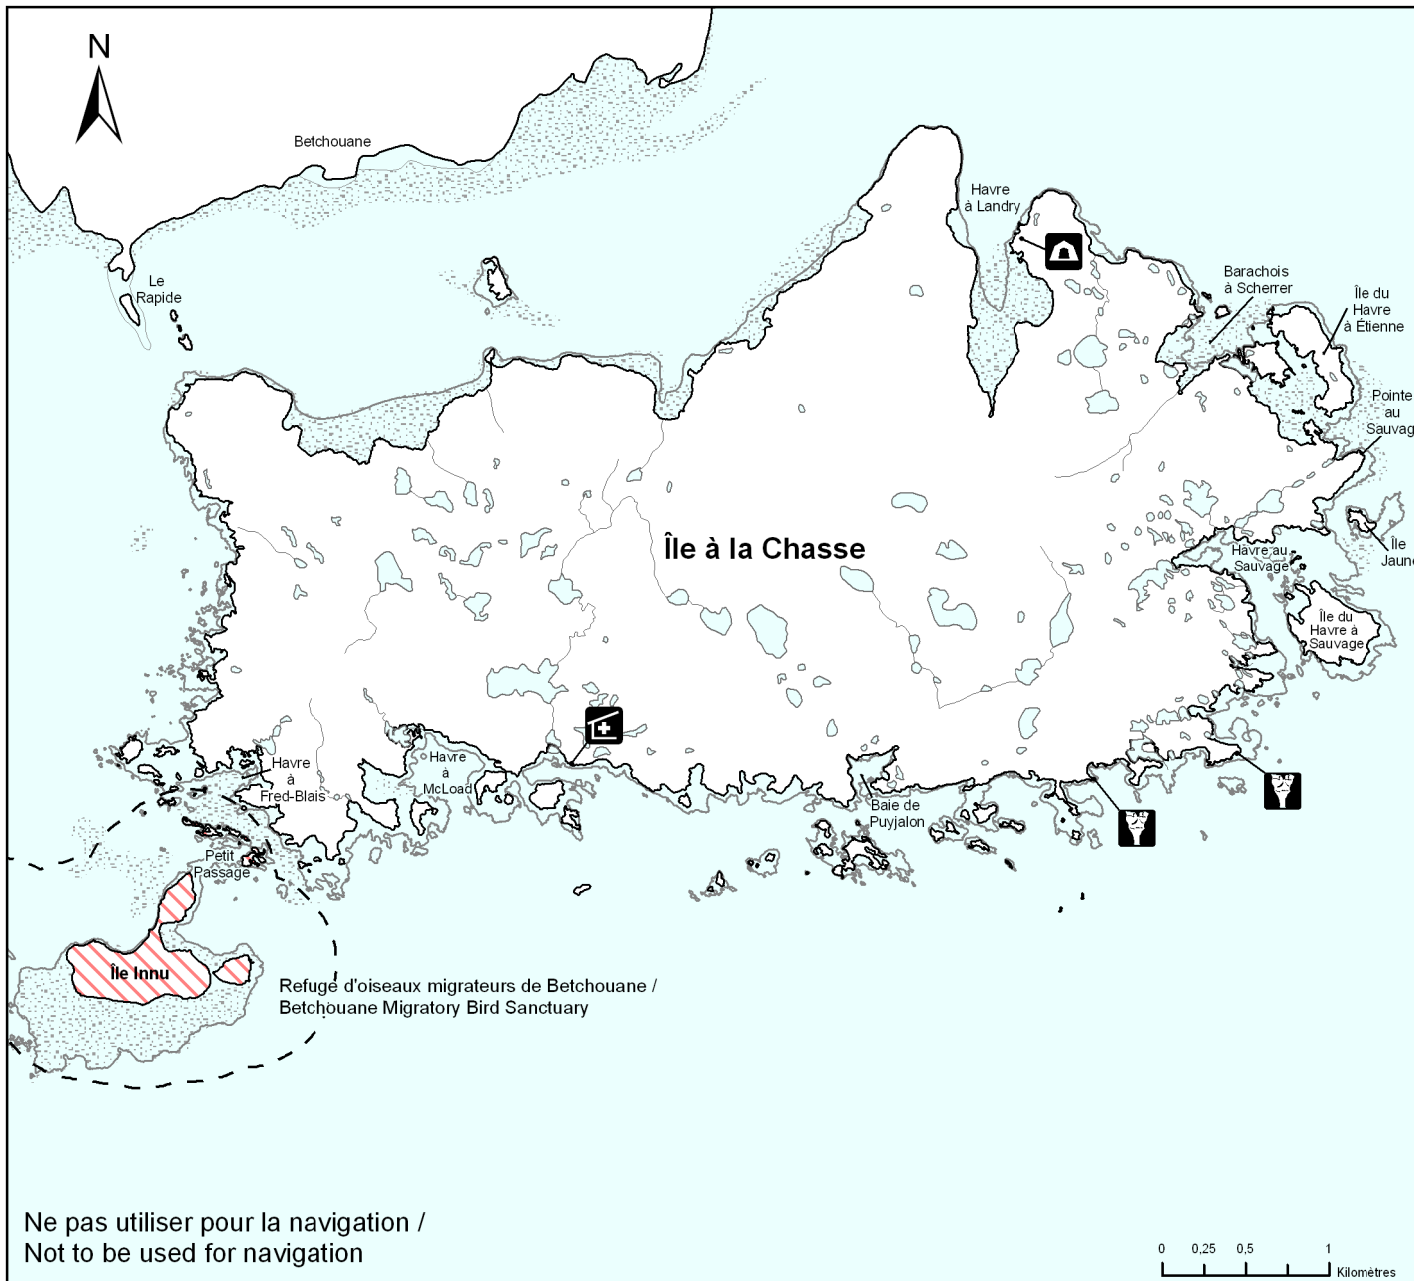 N
Betchouane
Havre
à Landry
Le
Rapide
Barachois
à Scherrer
Île du
Havre
à Étienne
Pointe
au
Sauvag
Île à la Chasse
Havre au
Sauvage
Île
Jaune
Île du
Havre à
Sauvage
Havre
à
Fred-Blais
Havre
à
McLoad
Baie de
Puyjalon
Petit
Passage
Île Innu
Refuge d'oiseaux migrateurs de Betchouane /
Betchouane Migratory Bird Sanctuary
Ne pas utiliser pour la navigation /
Not to be used for navigation
0 0,25 0,5 1
Kilomètres